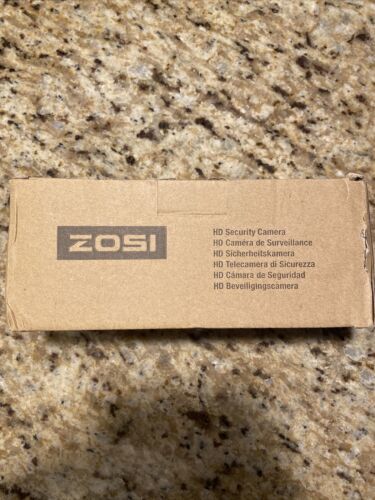 ZOSI
HD Security Camera
HD Caméra de Surveillance
HD Sicherheitskamera
HD Telecamera di Sicurezza
HD Cámara de Seguridad
HD Beveiligingscamera